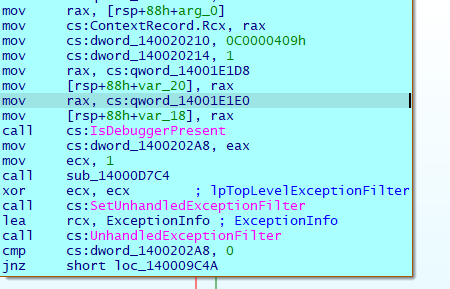 mov rax, [rsp+88h+arg_0]
mov cs:ContextRecord.Rcx, rax
mov cs:dword_140020210, 0C0000409h
mov cs:dword_140020214, 1
mov rax, cs:qword_14001E1D8
mov [rsp+88h+var_20], rax
mov rax, cs:qword_14001E1E0
mov [rsp+88h+var_18], rax
call cs:IsDebuggerPresent
mov cs:dword_1400202A8, eax
mov ecx, 1
call sub_14000D7C4
xor ecx, ecx ; lpTopLevelExceptionFilter
call cs:SetUnhandledExceptionFilter
lea rcx, ExceptionInfo ; ExceptionInfo
call cs:UnhandledExceptionFilter
cmp cs:dword_1400202A8, 0
jnz short loc_140009C4A